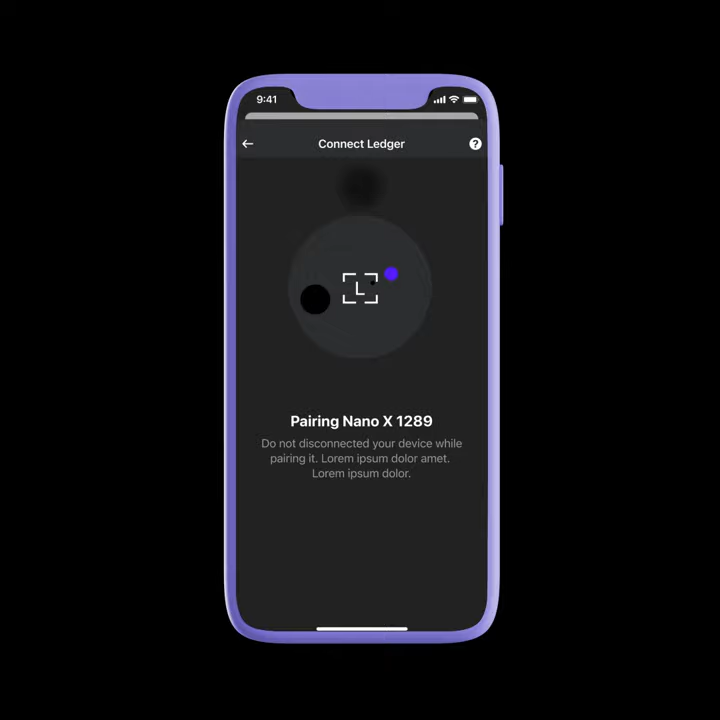 9:41
Connect Ledger
?
L
Pairing Nano X 1289
Do not disconnected your device while
pairing it. Lorem ipsum dolor amet.
Lorem ipsum dolor.